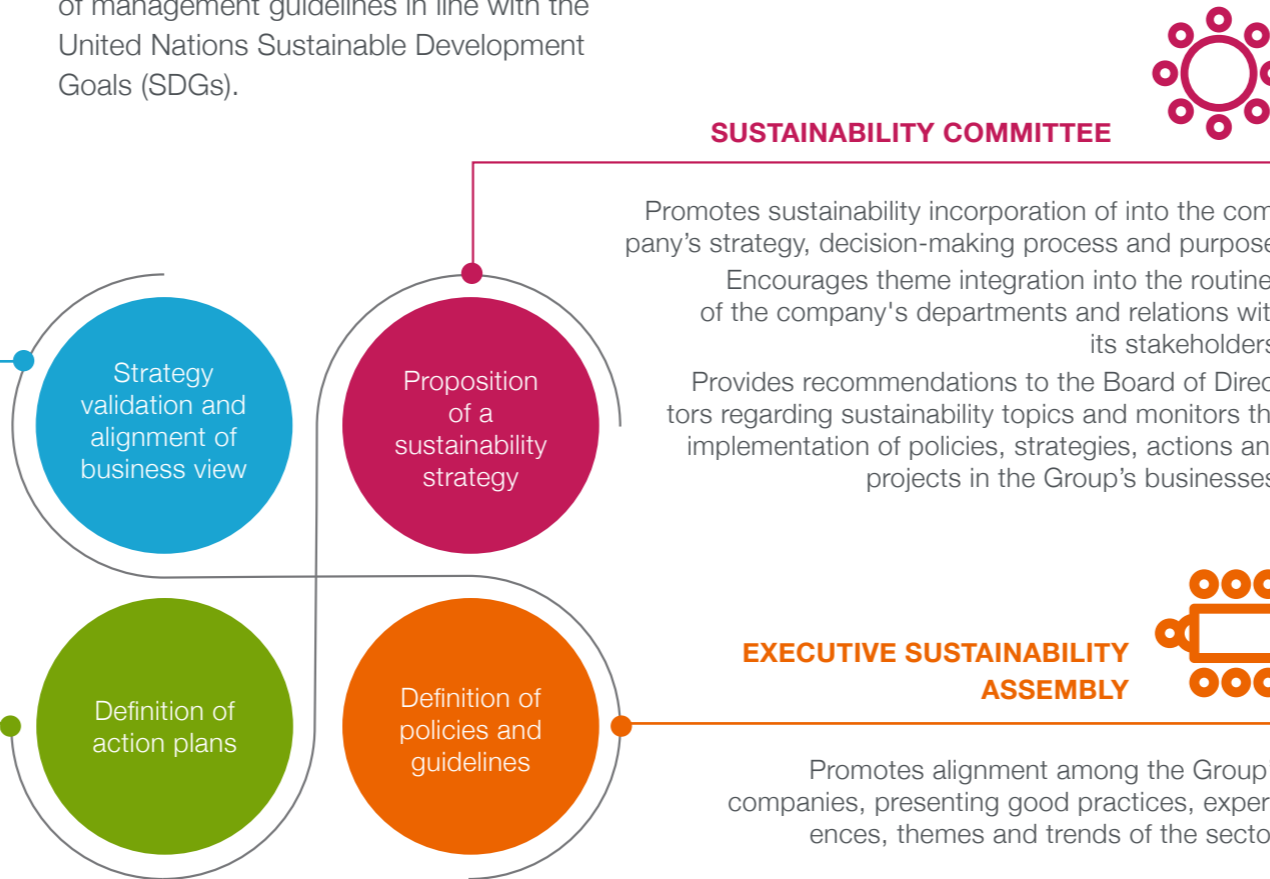 of management guidelines in line with the
United Nations Sustainable Development
Goals (SDGs).
SUSTAINABILITY COMMITTEE
Promotes sustainability incorporation of into the com
pany’s strategy, decision-making process and purpose
Encourages theme integration into the routine
of the company's departments and relations wit
its stakeholders
Provides recommendations to the Board of Direc
tors regarding sustainability topics and monitors th
implementation of policies, strategies, actions an
projects in the Group’s businesses
Strategy
validation and
alignment of
business view
Proposition
of a
sustainability
strategy
Definition of
action plans
Definition of
policies and
guidelines
EXECUTIVE SUSTAINABILITY
ASSEMBLY
Promotes alignment among the Group’
companies, presenting good practices, exper
ences, themes and trends of the secto